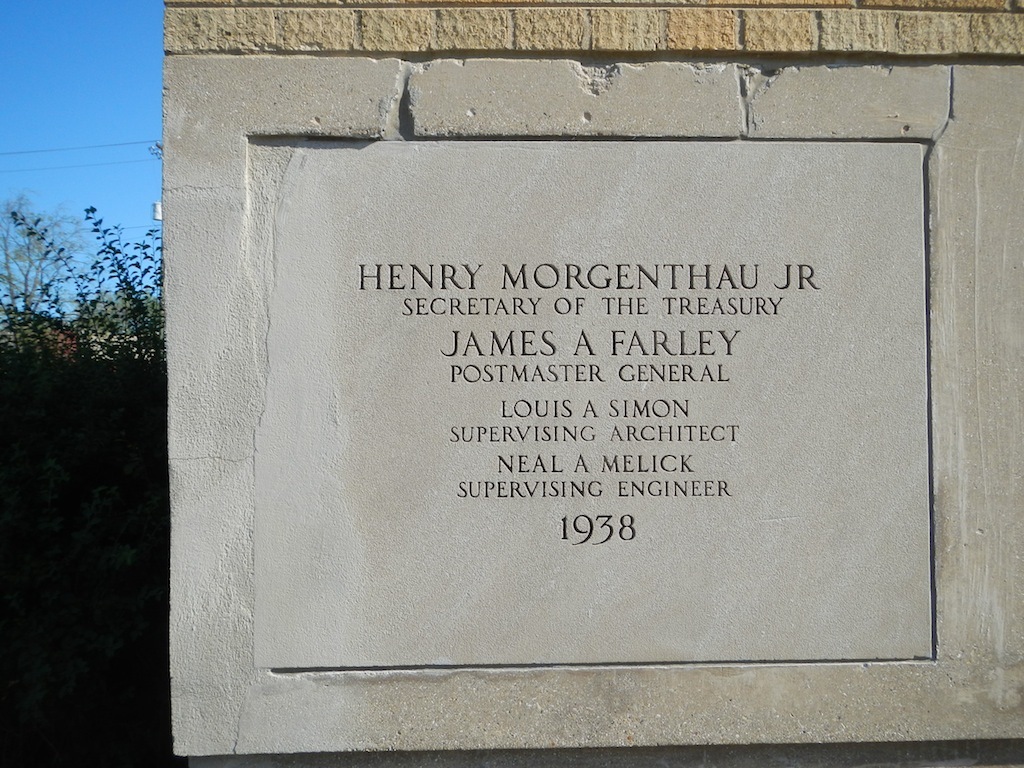 HENRY MORGENTHAU JR
SECRETARY OF THE TREASURY
JAMES A FARLEY
POSTMASTER GENERAL
LOUIS A SIMON
SUPERVISING ARCHITECT
NEAL A MELICK
SUPERVISING ENGINEER
1938